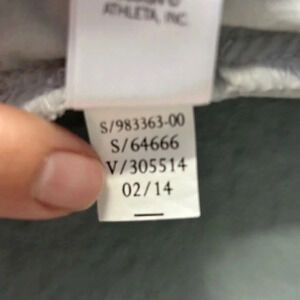 ATHLETA, INC.
S/983363-00
S/64666
V/305514
02/14